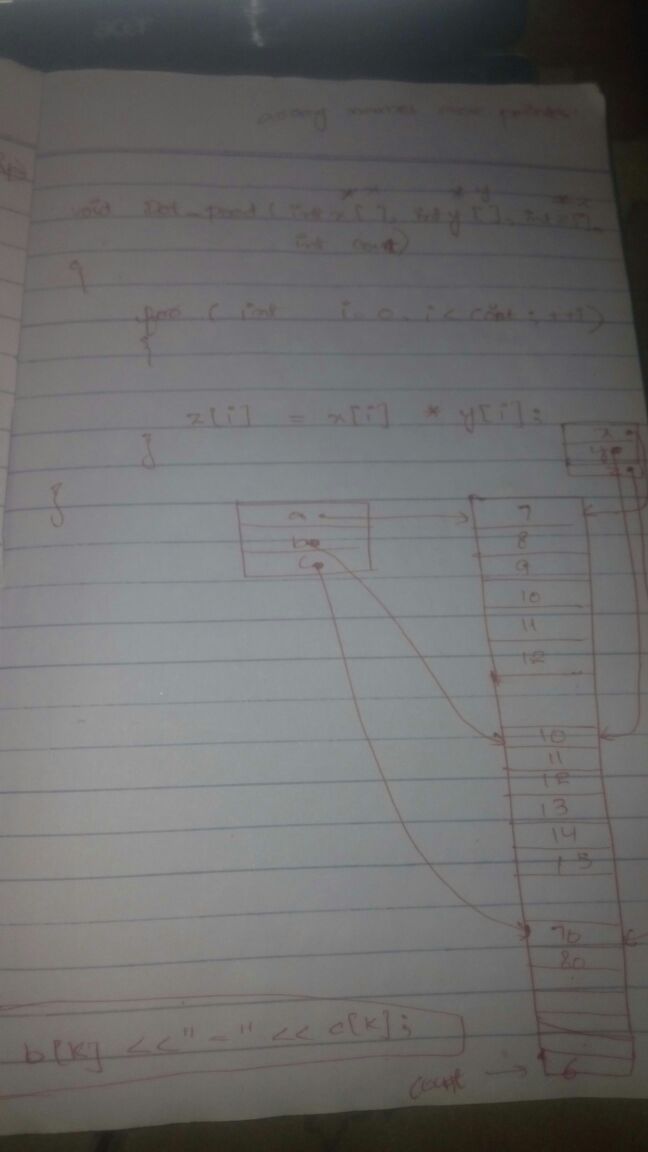 acer
array names are pointers
*x *y *z
void dot_prod ( int x[], int y[], int z[],
int count)
{
for ( int i=0, i < count ; ++i)
{
z[i] = x[i] * y[i];
}
}
x
y
z
a
b
c
7
8
9
10
11
12
10
11
12
13
14
15
70
80
b[k] <<"="<< c[k];
count → 6